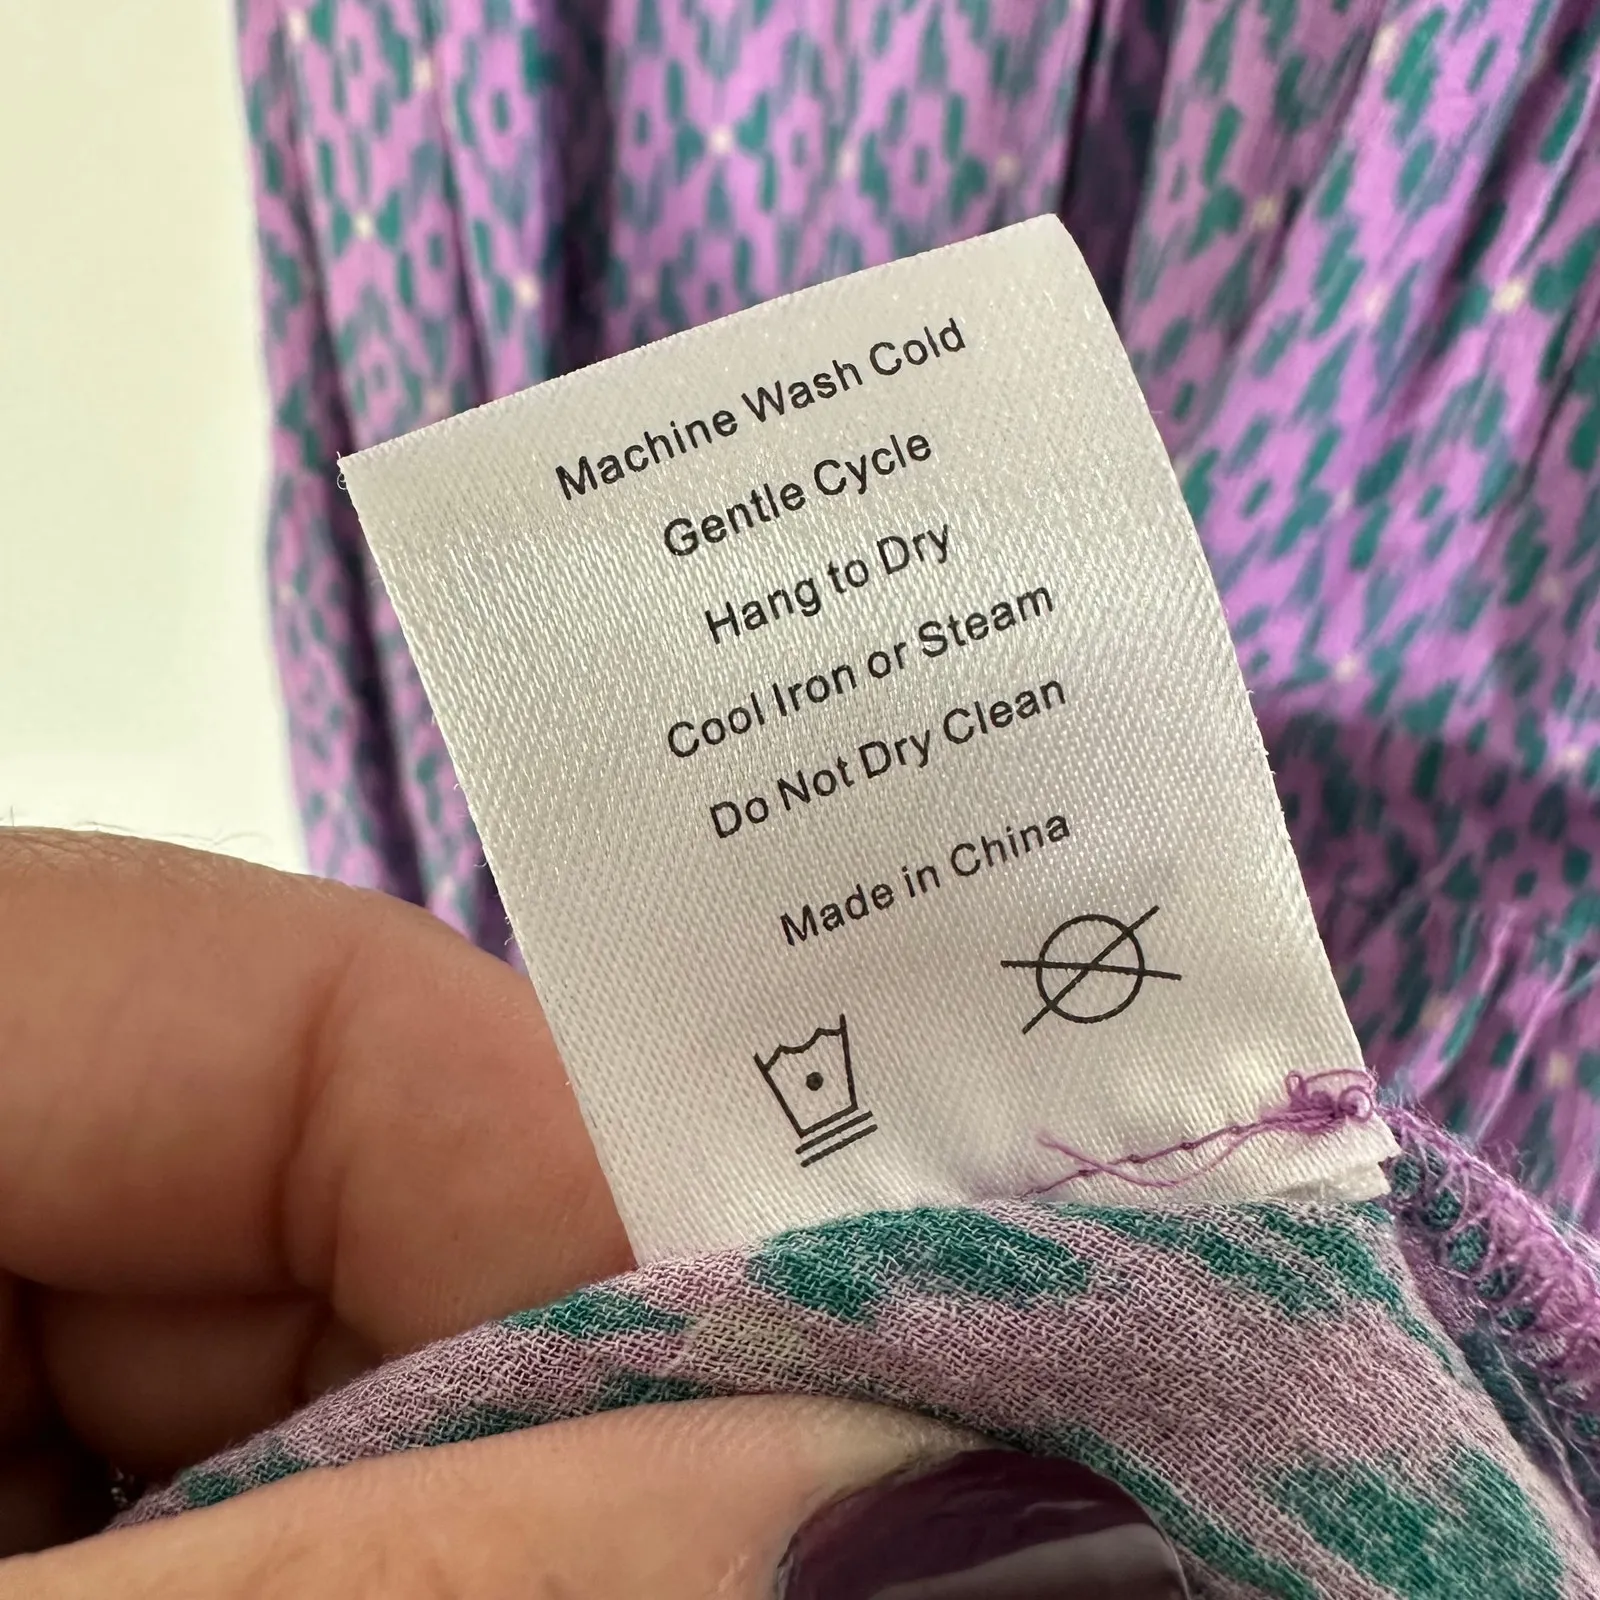 Machine Wash Cold
Gentle Cycle
Hang to Dry
Cool Iron or Steam
Do Not Dry Clean
Made in China